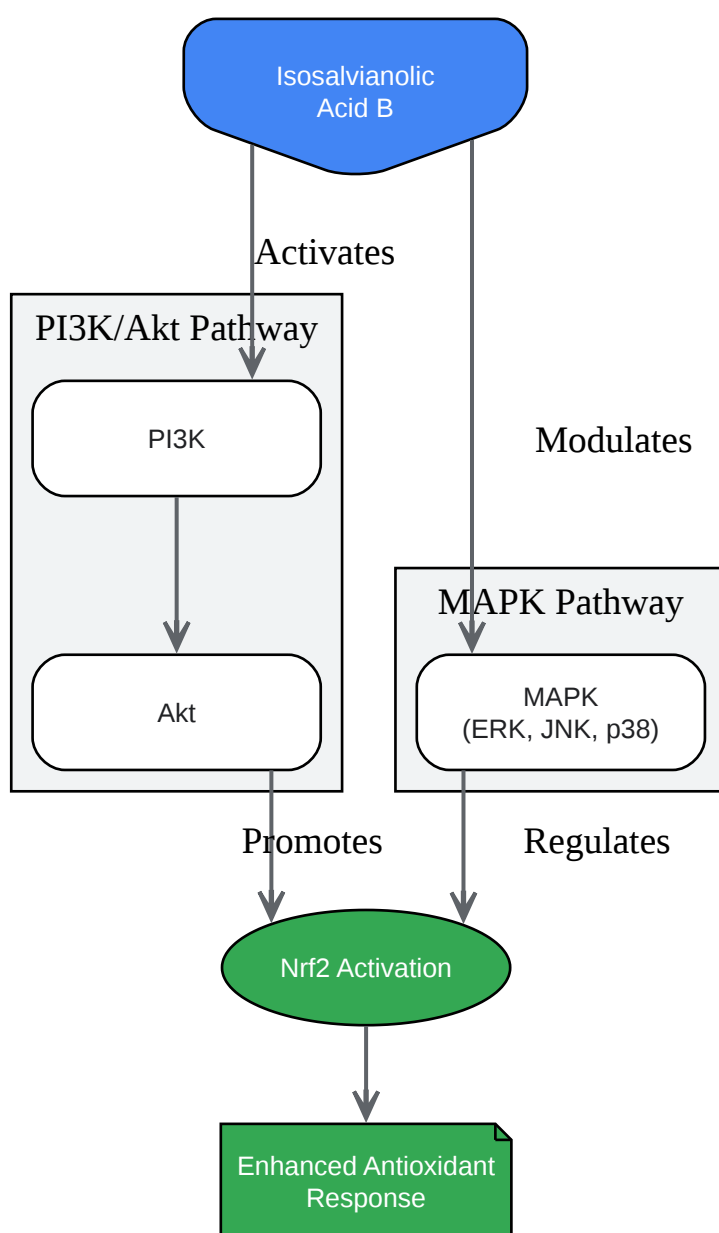 Isosalvianolic
Acid B
Activates
PI3K/Akt Pathway
PI3K
Modulates
MAPK Pathway
Akt
MAPK
(ERK, JNK, p38)
Promotes
Regulates
Nrf2 Activation
Enhanced Antioxidant
Response